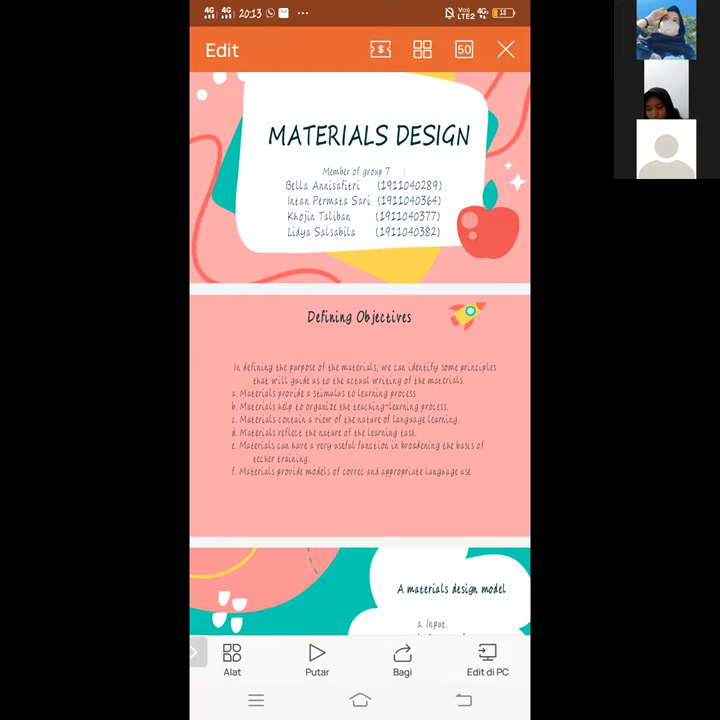 4G 4G 20:13 ... Vo)) LTE2 4G 18
Edit
$ 50
MATERIALS DESIGN
Member of group 7 :
Bella Annisafitri (1911040289)
Intan Permata Sari (1911040364)
Khojin Taliban (1911040377)
Lidya Salsabila (1911040382)
Defining Objectives
In defining the purpose of the materials, we can identify some principles
that will guide us to the actual writing of the materials.
a. Materials provide a stimulus to learning process.
b. Materials help to organize the teaching-learning process.
c. Materials contain a view of the nature of language learning.
d. Materials reflect the nature of the learning task.
e. Materials can have a very useful function in broadening the basis of
techer training.
f. Materials provide models of correc and appropriate language use.
A materials design model
a. Input.
Alat Putar Bagi Edit di PC